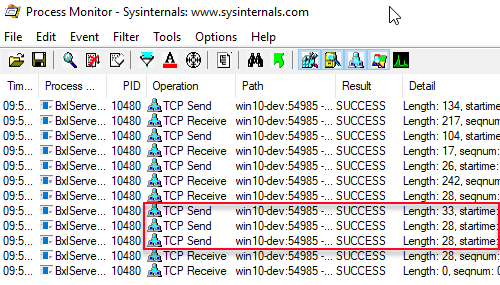 Process Monitor - Sysinternals: www.sysinternals.com
File Edit Event Filter Tools Options Help
Tim... Process ... PID Operation Path Result Detail
09:5... BxlServe... 10480 TCP Send win10-dev:54985 -... SUCCESS Length: 134, startime:
09:5... BxlServe... 10480 TCP Receive win10-dev:54985 -... SUCCESS Length: 217, seqnum:
09:5... BxlServe... 10480 TCP Send win10-dev:54985 -... SUCCESS Length: 104, startime:
09:5... BxlServe... 10480 TCP Receive win10-dev:54985 -... SUCCESS Length: 17, seqnum:
09:5... BxlServe... 10480 TCP Send win10-dev:54985 -... SUCCESS Length: 26, startime:
09:5... BxlServe... 10480 TCP Receive win10-dev:54985 -... SUCCESS Length: 242, seqnum:
09:5... BxlServe... 10480 TCP Receive win10-dev:54985 -... SUCCESS Length: 28, seqnum:
09:5... BxlServe... 10480 TCP Send win10-dev:54985 -... SUCCESS Length: 33, startime:
09:5... BxlServe... 10480 TCP Send win10-dev:54985 -... SUCCESS Length: 28, startime:
09:5... BxlServe... 10480 TCP Send win10-dev:54985 -... SUCCESS Length: 28, startime:
09:5... BxlServe... 10480 TCP Receive win10-dev:54985 -... SUCCESS Length: 28, seqnum:
09:5... BxlServe... 10480 TCP Receive win10-dev:54985 -... SUCCESS Length: 0, seqnum: